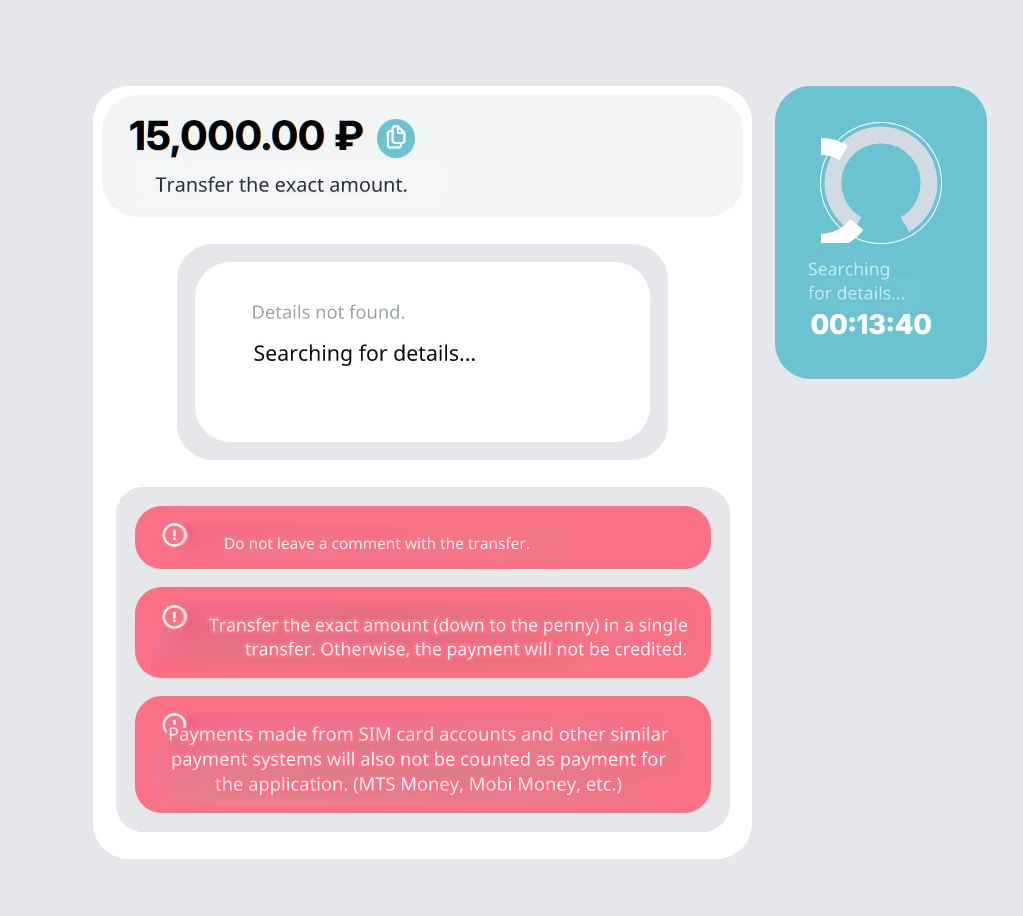 15,000.00 ₽
Transfer the exact amount.
Details not found.
Searching for details...
Do not leave a comment with the transfer.
Transfer the exact amount (down to the penny) in a single
transfer. Otherwise, the payment will not be credited.
Payments made from SIM card accounts and other similar
payment systems will also not be counted as payment for
the application. (MTS Money, Mobi Money, etc.)
Searching
for details...
00:13:40